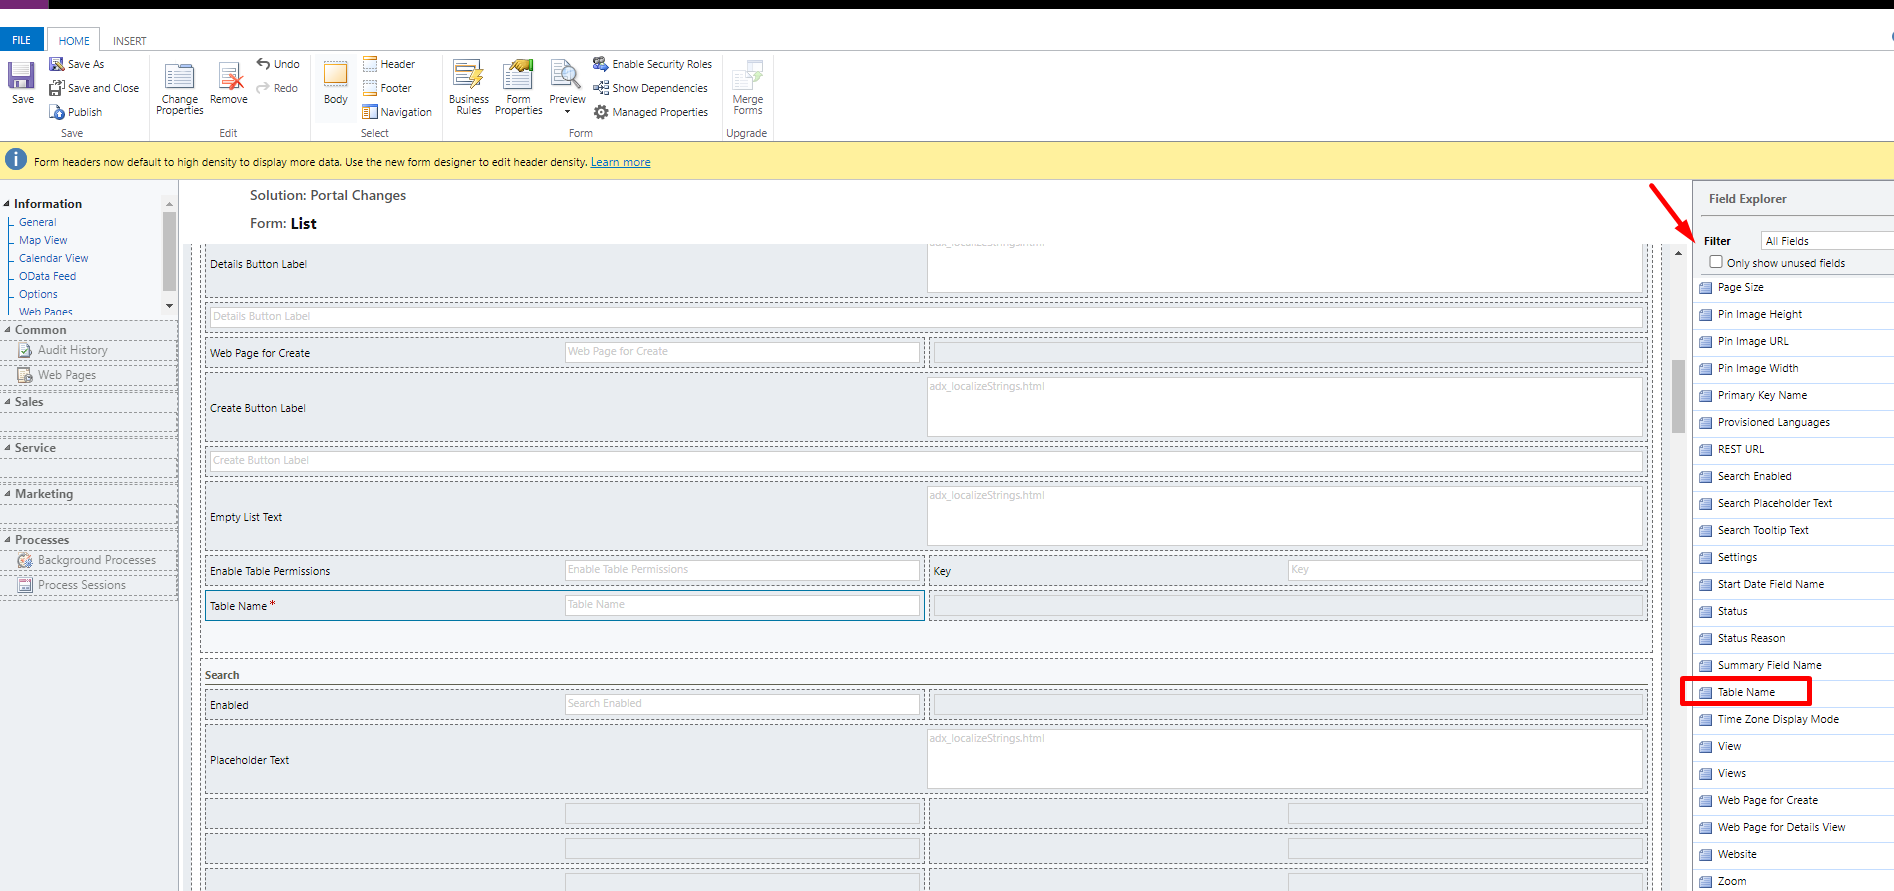 FILE
HOME
INSERT
Save
Save As
Save and Close
Publish
Save
Change Properties
Remove
Undo
Redo
Edit
Body
Header
Footer
Navigation
Select
Business Rules
Form Properties
Preview
Enable Security Roles
Show Dependencies
Managed Properties
Form
Merge Forms
Upgrade
Form headers now default to high density to display more data. Use the new form designer to edit header density. Learn more
Information
General
Map View
Calendar View
OData Feed
Options
Web Pages
Common
Audit History
Web Pages
Sales
Service
Marketing
Processes
Background Processes
Process Sessions
Solution: Portal Changes
Form: List
Details Button Label
adx_localizeStrings.html
Details Button Label
Web Page for Create
Web Page for Create
Create Button Label
adx_localizeStrings.html
Create Button Label
Empty List Text
adx_localizeStrings.html
Enable Table Permissions
Enable Table Permissions
Key
Key
Table Name *
Table Name
Search
Enabled
Search Enabled
Placeholder Text
adx_localizeStrings.html
Field Explorer
Filter
All Fields
Only show unused fields
Page Size
Pin Image Height
Pin Image URL
Pin Image Width
Primary Key Name
Provisioned Languages
REST URL
Search Enabled
Search Placeholder Text
Search Tooltip Text
Settings
Start Date Field Name
Status
Status Reason
Summary Field Name
Table Name
Time Zone Display Mode
View
Views
Web Page for Create
Web Page for Details View
Website
Zoom